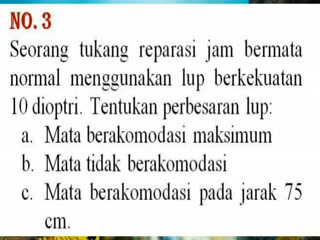 NO. 3
Seorang tukang reparasi jam bermata
normal menggunakan lup berkekuatan
10 dioptri. Tentukan perbesaran lup:
a. Mata berakomodasi maksimum
b. Mata tidak berakomodasi
c. Mata berakomodasi pada jarak 75
cm.